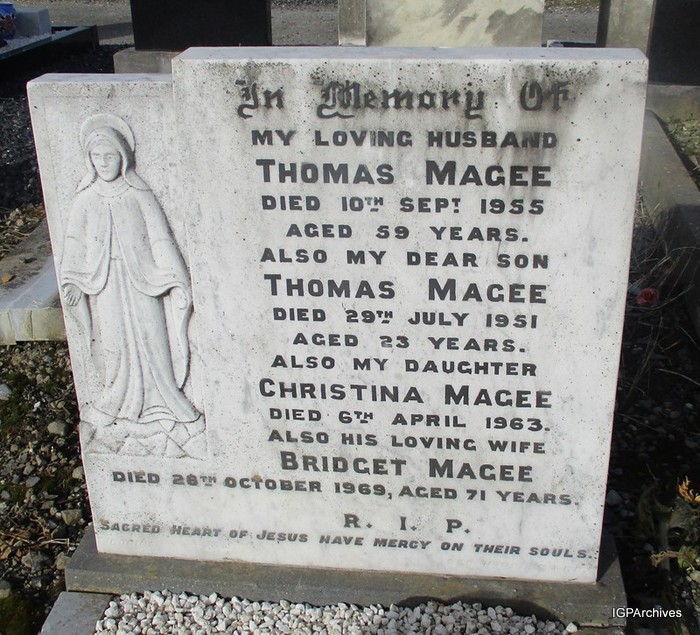 In Memory Of
MY LOVING HUSBAND
THOMAS MAGEE
DIED 10TH SEPT 1955
AGED 59 YEARS.
ALSO MY DEAR SON
THOMAS MAGEE
DIED 29TH JULY 1951
AGED 23 YEARS.
ALSO MY DAUGHTER
CHRISTINA MAGEE
DIED 6TH APRIL 1963.
ALSO HIS LOVING WIFE
BRIDGET MAGEE
DIED 28TH OCTOBER 1969, AGED 71 YEARS.
R. I. P.
SACRED HEART OF JESUS HAVE MERCY ON THEIR SOULS.
IGPArchives